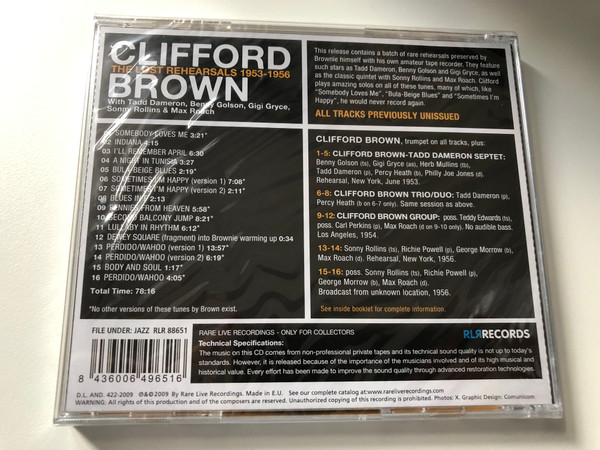 CLIFFORD
THE LOST REHEARSALS 1953-1956
BROWN
With Tadd Dameron, Benny Golson, Gigi Gryce,
Sonny Rollins & Max Roach
This release contains a batch of rare rehearsals preserved by
Brownie himself with his own amateur tape recorder. They feature
such stars as Tadd Dameron, Benny Golson and Gigi Gryce, as well
as the classic quintet with Sonny Rollins and Max Roach. Clifford
plays amazing solos on all of these tunes, many of which, like
"Somebody Loves Me", "Bula-Beige Blues" and "Sometimes I'm
Happy", he would never record again.
ALL TRACKS PREVIOUSLY UNISSUED
01 SOMEBODY LOVES ME 3:21*
02 INDIANA 4:15
03 I'LL REMEMBER APRIL 6:30
04 A NIGHT IN TUNISIA 3:27
05 BULA-BEIGE BLUES 2:19*
06 SOMETIMES I'M HAPPY (version 1) 7:08*
07 SOMETIMES I'M HAPPY (version 2) 2:11*
08 BLUES IN F 2:13
09 PENNIES FROM HEAVEN 5:58*
10 SECOND BALCONY JUMP 8:21*
11 LULLABY IN RHYTHM 6:12*
12 DEWEY SQUARE (fragment) into Brownie warming up 0:34
13 PERDIDO/WAHOO (version 1) 13:57*
14 PERDIDO/WAHOO (version 2) 6:19*
15 BODY AND SOUL 1:17*
16 PERDIDO/WAHOO 4:05*
Total Time: 78:16
*No other versions of these tunes by Brown exist.
CLIFFORD BROWN, trumpet on all tracks, plus:
1-5: CLIFFORD BROWN-TADD DAMERON SEPTET:
Benny Golson (ts), Gigi Gryce (as), Herb Mullins (tb),
Tadd Dameron (p), Percy Heath (b), Philly Joe Jones (d).
Rehearsal, New York, June 1953.
6-8: CLIFFORD BROWN TRIO/DUO: Tadd Dameron (p),
Percy Heath (b on 6-7 only). Same session as above.
9-12: CLIFFORD BROWN GROUP: poss. Teddy Edwards (ts),
poss. Carl Perkins (p), Max Roach (d on 9-10 only). No audible bass.
Los Angeles, 1954.
13-14: Sonny Rollins (ts), Richie Powell (p), George Morrow (b),
Max Roach (d). Rehearsal, New York, 1956.
15-16: poss. Sonny Rollins (ts), Richie Powell (p),
George Morrow (b), Max Roach (d).
Broadcast from unknown location, 1956.
See inside booklet for complete information.
FILE UNDER: JAZZ RLR 88651
8 436006 496516
RARE LIVE RECORDINGS - ONLY FOR COLLECTORS
Technical Specifications:
The music on this CD comes from non-professional private tapes and its technical sound quality is not up to today's
standards. However, it is released because of the importance of the musicians involved and of its high musical and
historical value. Every effort has been made to improve the sound quality through advanced restoration technologies.
RLR RECORDS
D.L. AND. 422-2009 ℗&©2009 By Rare Live Recordings. Made in E.U. See our complete catalog at:www.rareliverecordings.com
WARNING: All rights of this production and of the composers are reserved. Unauthorized copying of this recording is prohibited. Photos: X. Graphic Design: Comunicom